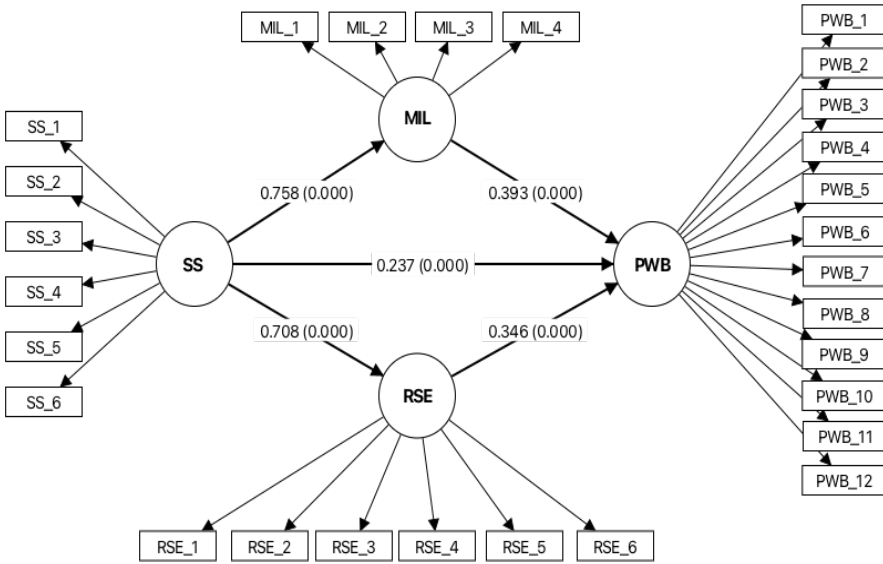 MIL_1 MIL_2 MIL_3 MIL_4
PWB_1
PWB_2
PWB_3
PWB_4
PWB_5
PWB_6
PWB_7
PWB_8
PWB_9
PWB_10
PWB_11
PWB_12
MIL
SS_1
SS_2
SS_3
SS_4
SS_5
SS_6
0.758 (0.000)
0.393 (0.000)
SS
0.237 (0.000)
PWB
0.708 (0.000)
0.346 (0.000)
RSE
RSE_1 RSE_2 RSE_3 RSE_4 RSE_5 RSE_6